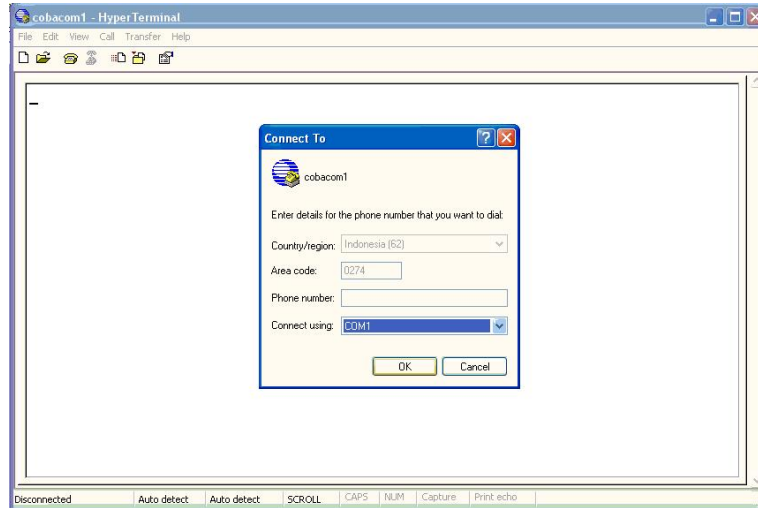 cobacom1 - HyperTerminal
File Edit View Call Transfer Help
Connect To
cobacom1
Enter details for the phone number that you want to dial:
Country/region: Indonesia (62)
Area code: 0274
Phone number:
Connect using: COM1
OK Cancel
Disconnected Auto detect Auto detect SCROLL CAPS NUM Capture Print echo